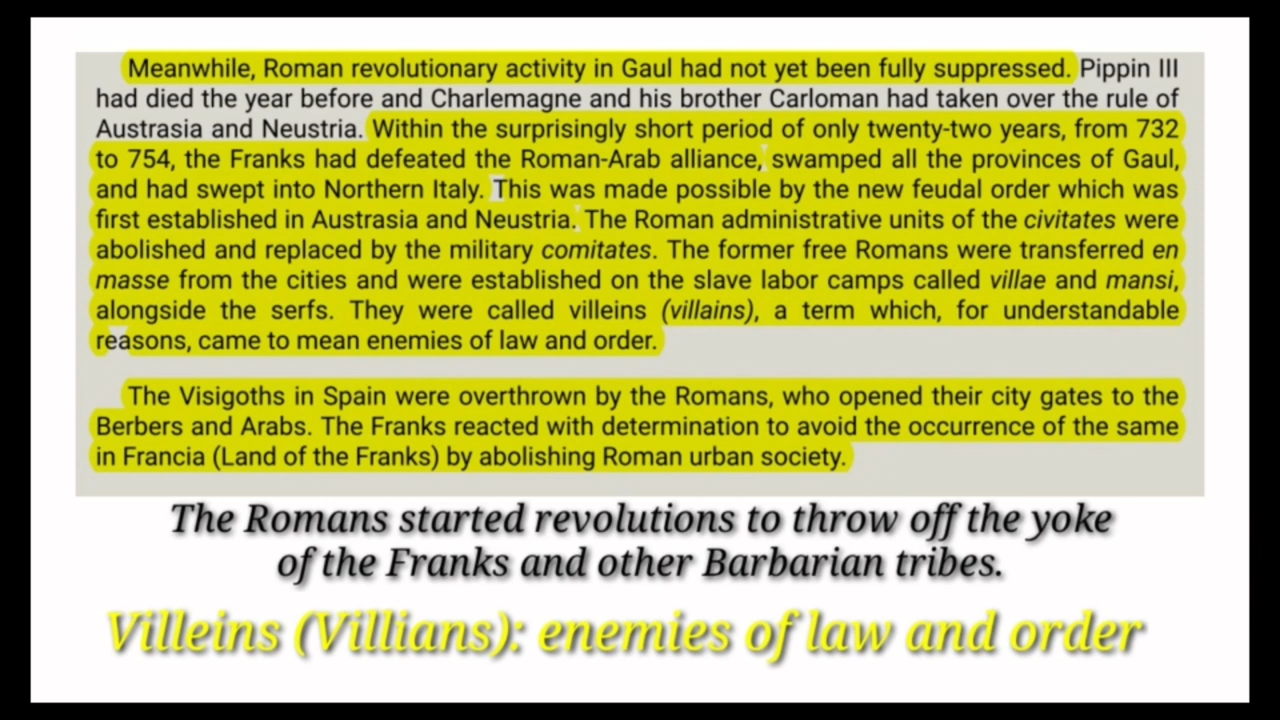 Meanwhile, Roman revolutionary activity in Gaul had not yet been fully suppressed. Pippin III
had died the year before and Charlemagne and his brother Carloman had taken over the rule of
Austrasia and Neustria. Within the surprisingly short period of only twenty-two years, from 732
to 754, the Franks had defeated the Roman-Arab alliance, swamped all the provinces of Gaul,
and had swept into Northern Italy. This was made possible by the new feudal order which was
first established in Austrasia and Neustria. The Roman administrative units of the civitates were
abolished and replaced by the military comitates. The former free Romans were transferred en
masse from the cities and were established on the slave labor camps called villae and mansi,
alongside the serfs. They were called villeins (villains), a term which, for understandable
reasons, came to mean enemies of law and order.
The Visigoths in Spain were overthrown by the Romans, who opened their city gates to the
Berbers and Arabs. The Franks reacted with determination to avoid the occurrence of the same
in Francia (Land of the Franks) by abolishing Roman urban society.
The Romans started revolutions to throw off the yoke
of the Franks and other Barbarian tribes.
Villeins (Villians): enemies of law and order